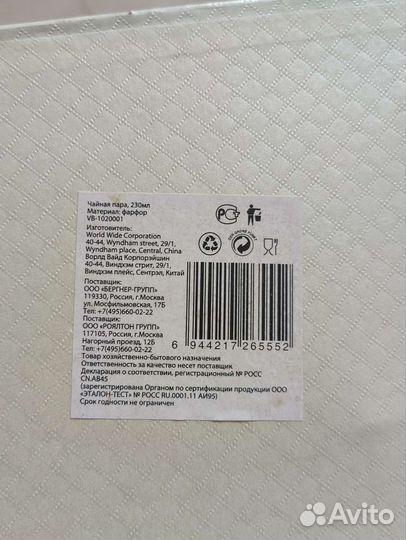 Чайная пара, 230мл
Материал: фарфор
VB-1020001
Изготовитель:
World Wide Corporation
40-44, Wyndham street, 29/1,
Wyndham place, Central, China
Ворлд Вайд Корпорэйшин
40-44, Виндхэм стрит, 29/1,
Виндхэм плейс, Сентрэл, Китай
Поставщик:
ООО «БЕРГНЕР-ГРУПП»
119330, Россия, г.Москва
ул. Мосфильмовская, 17Б
Тел: +7(495)660-02-22
Поставщик:
ООО «РОЯЛТОН ГРУПП»
117105, Россия, г.Москва
Нагорный проезд, 12Б
Тел: +7(495)660-02-22
Товар хозяйственно-бытового назначения
Ответственность за качество несет поставщик
Декларация о соответствии, регистрационный № РОСС
CN.АВ45
(зарегистрирована Органом по сертификации продукции ООО
«ЭТАЛОН-ТЕСТ» № РОСС RU.0001.11 АИ95)
Срок годности не ограничен
РСТ
6 944217 265552
Avito